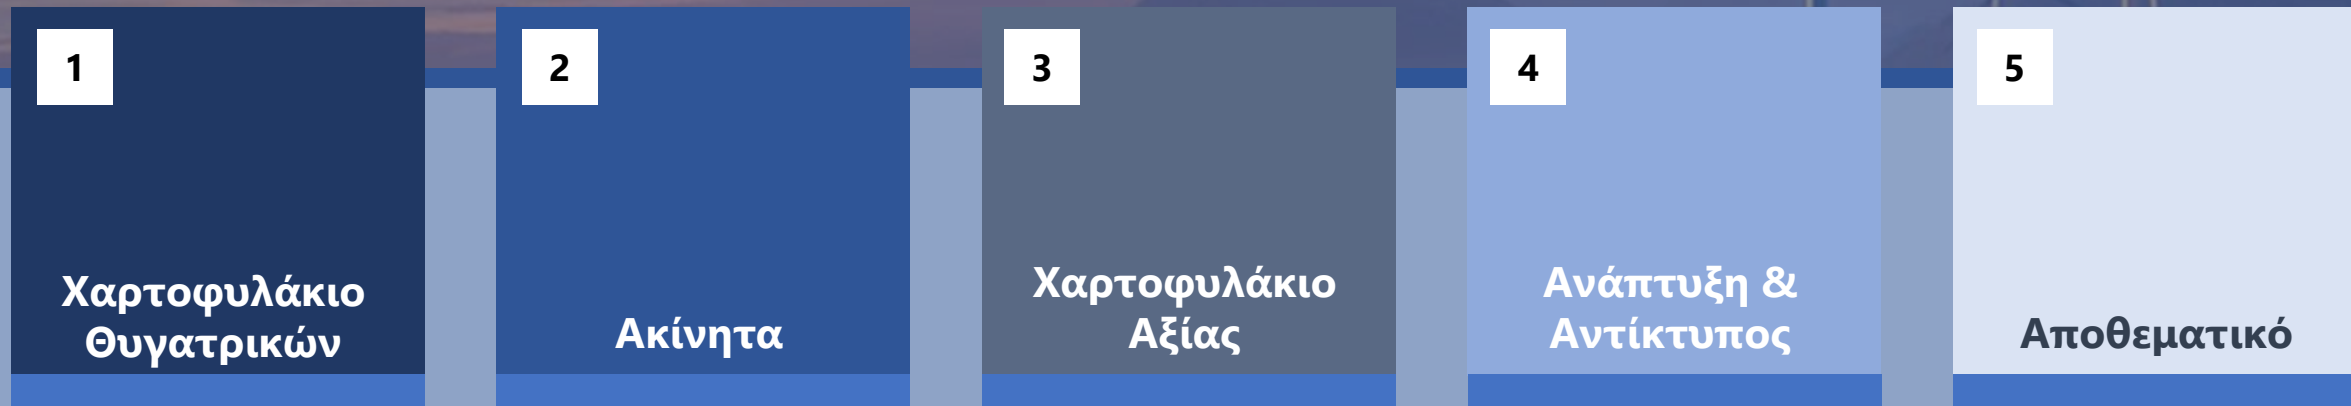 1
Χαρτοφυλάκιο
Θυγατρικών
2
Ακίνητα
3
Χαρτοφυλάκιο
Αξίας
4
Ανάπτυξη &
Αντίκτυπος
5
Αποθεματικό